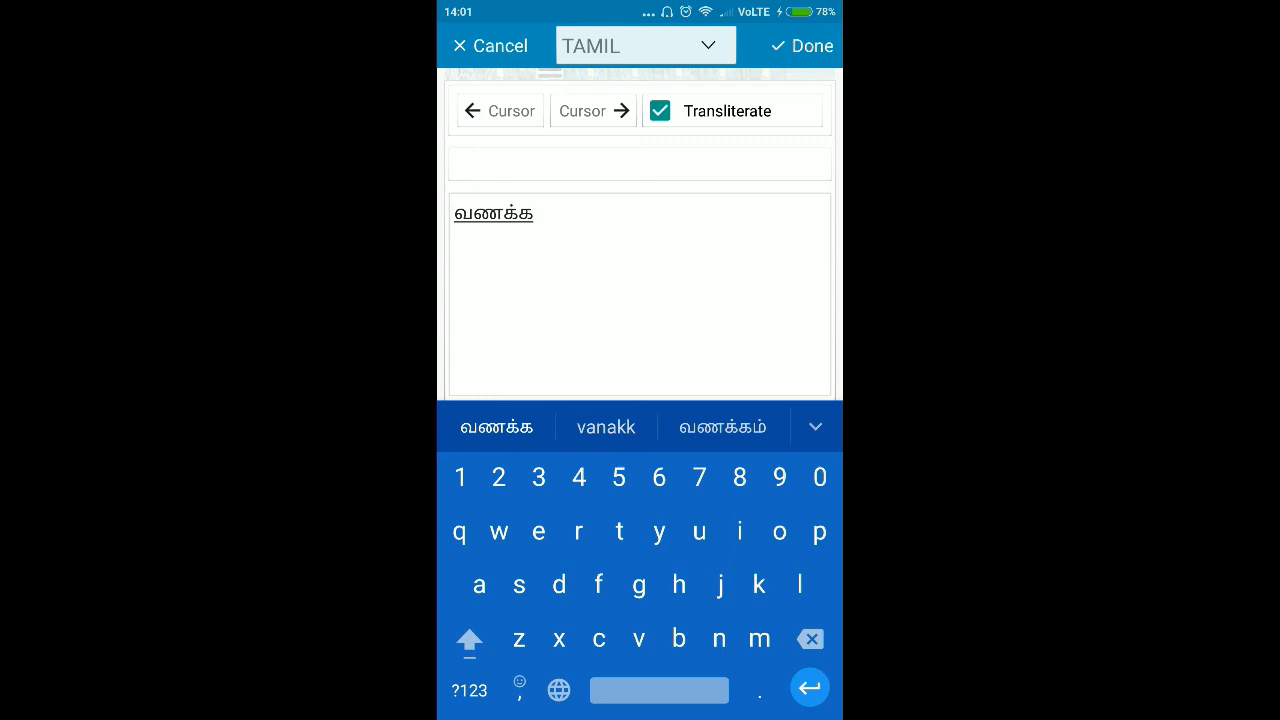 14:01 ... VoLTE 78%
Cancel TAMIL Done
Cursor Cursor Transliterate
வணக்க
வணக்க vanakk வணக்கம்
1 2 3 4 5 6 7 8 9 0
q w e r t y u i o p
a s d f g h j k l
z x c v b n m
?123 , .